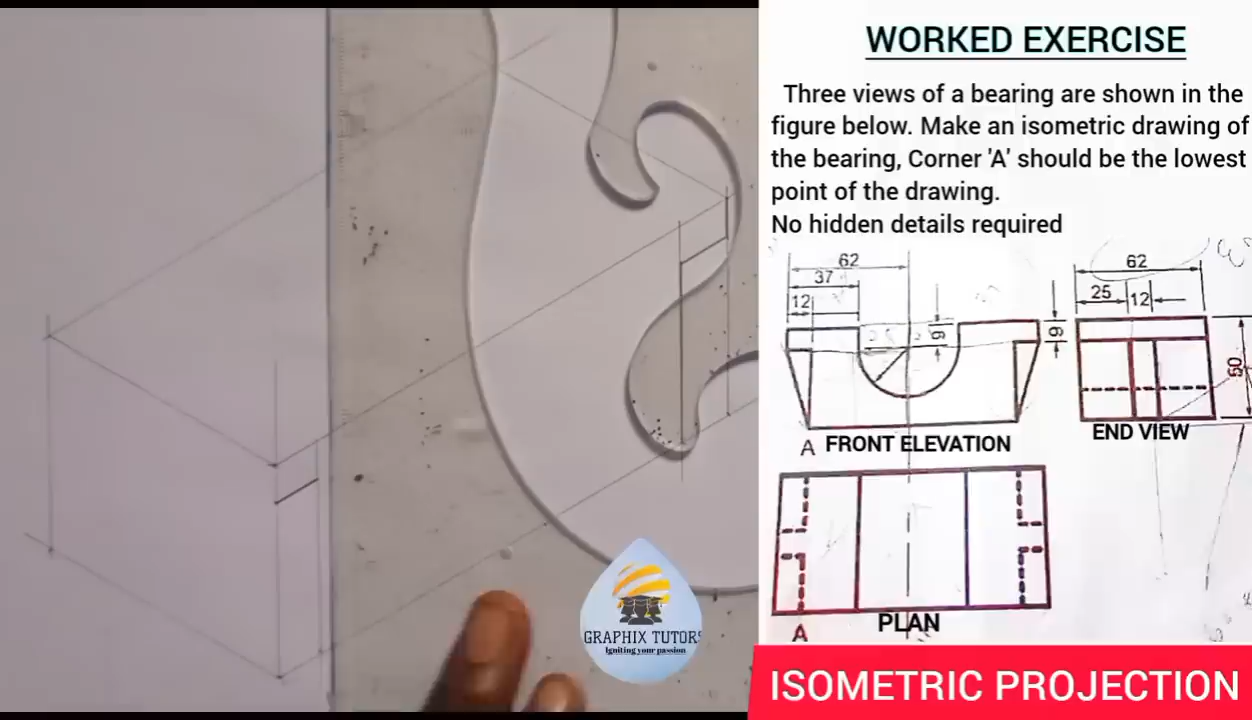 WORKED EXERCISE
Three views of a bearing are shown in the
figure below. Make an isometric drawing of
the bearing, Corner 'A' should be the lowest
point of the drawing.
No hidden details required
62
37
12
9
9
62
25
12
50
A FRONT ELEVATION
END VIEW
PLAN
A
GRAPHIX TUTORS
Igniting your passion
ISOMETRIC PROJECTION